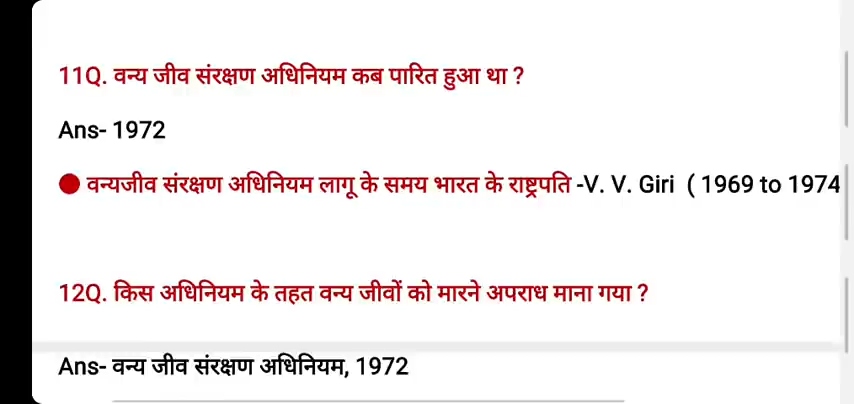 11Q. वन्य जीव संरक्षण अधिनियम कब पारित हुआ था ?
Ans- 1972
वन्यजीव संरक्षण अधिनियम लागू के समय भारत के राष्ट्रपति -V. V. Giri ( 1969 to 1974
12Q. किस अधिनियम के तहत वन्य जीवों को मारने अपराध माना गया ?
Ans- वन्य जीव संरक्षण अधिनियम, 1972